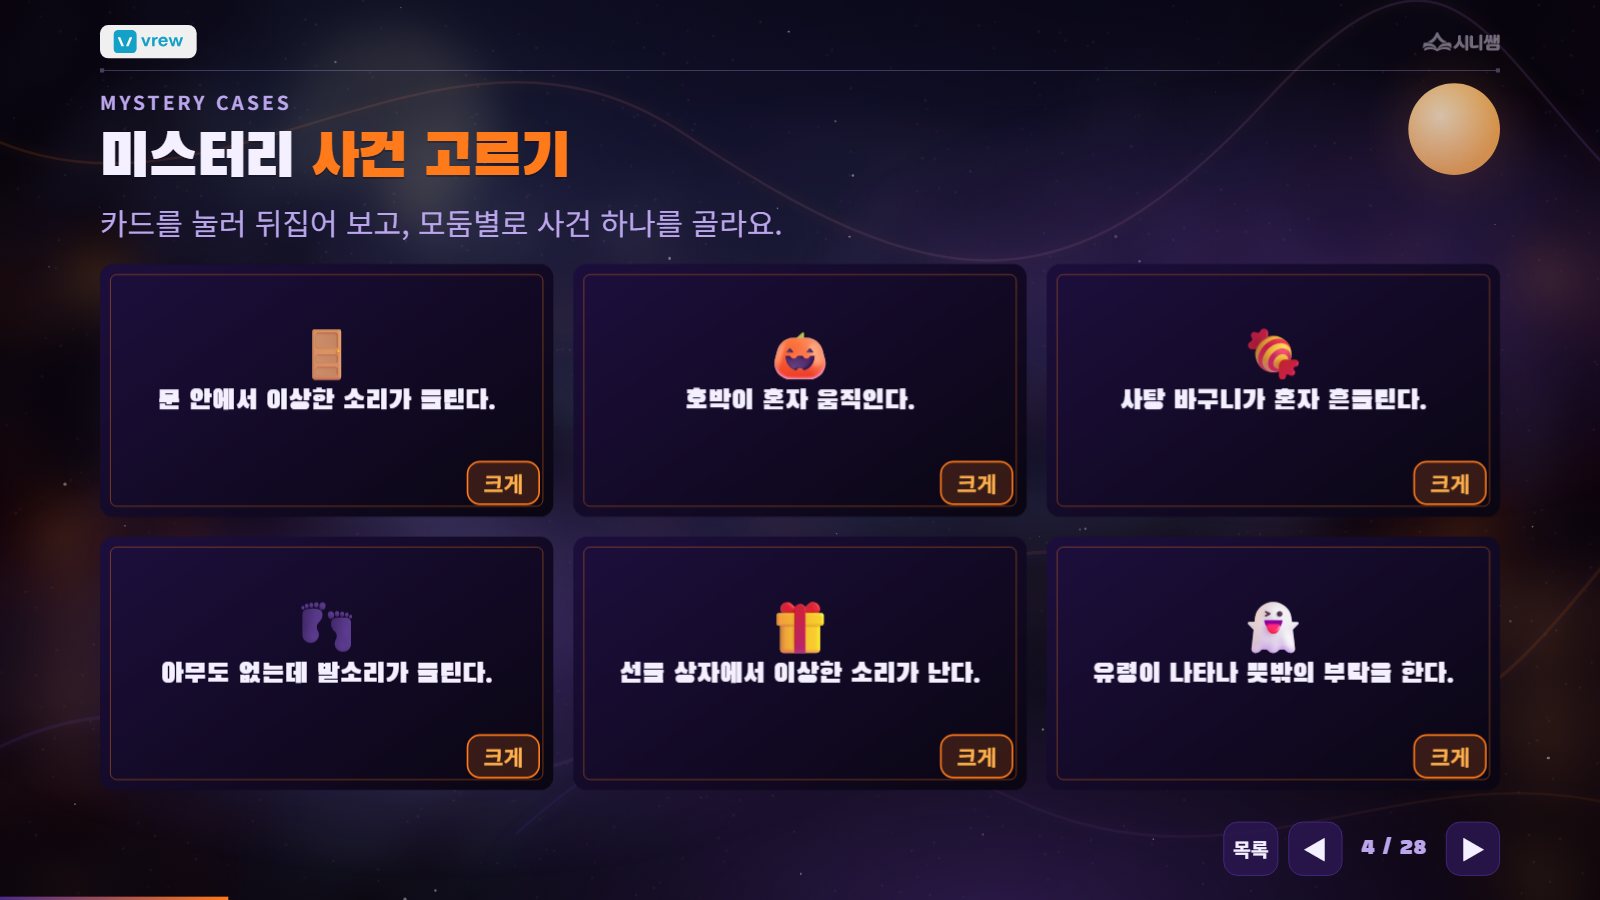 vrew
시니쌤
MYSTERY CASES
미스터리 사건 고르기
카드를 눌러 뒤집어 보고, 모둠별로 사건 하나를 골라요.
문 안에서 이상한 소리가 들린다.
크게
호박이 혼자 움직인다.
크게
사탕 바구니가 혼자 흔들린다.
크게
아무도 없는데 발소리가 들린다.
크게
선물 상자에서 이상한 소리가 난다.
크게
유령이 나타나 뜻밖의 부탁을 한다.
크게
목록
4 / 28